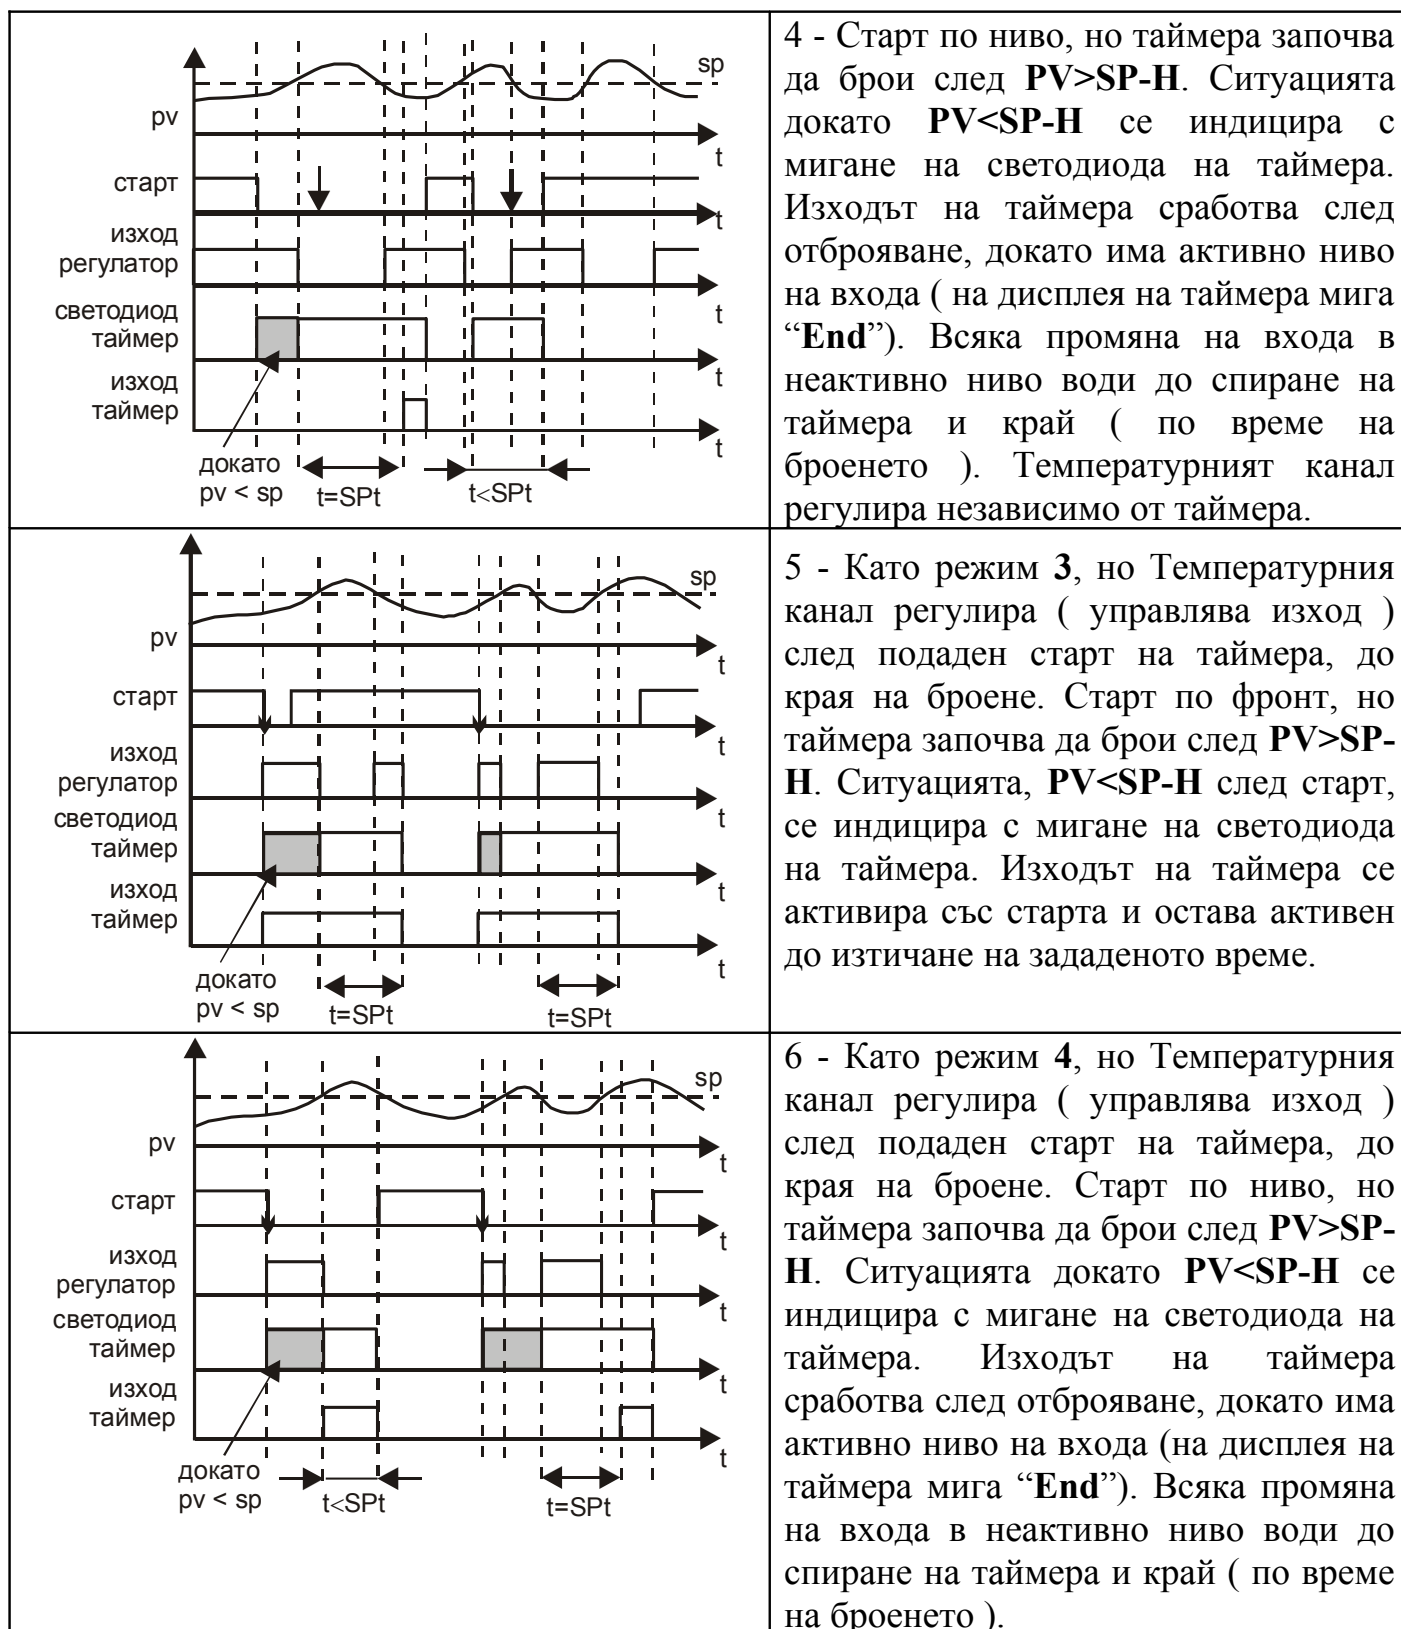 sp
pv
t
старт
t
изход
регулатор
t
светодиод
таймер
t
изход
таймер
t
докато
pv < sp
t=SPt
t<SPt
4 - Старт по ниво, но таймера започва
да брои след PV>SP-H. Ситуацията
докато PV<SP-H се индицира с
мигане на светодиода на таймера.
Изходът на таймера сработва след
отброяване, докато има активно ниво
на входа ( на дисплея на таймера мига
“End”). Всяка промяна на входа в
неактивно ниво води до спиране на
таймера и край ( по време на
броенето ). Температурният канал
регулира независимо от таймера.
sp
pv
t
старт
t
изход
регулатор
t
светодиод
таймер
t
изход
таймер
t
докато
pv < sp
t=SPt
t=SPt
5 - Като режим 3, но Температурния
канал регулира ( управлява изход )
след подаден старт на таймера, до
края на броене. Старт по фронт, но
таймера започва да брои след PV>SP-
H. Ситуацията, PV<SP-H след старт,
се индицира с мигане на светодиода
на таймера. Изходът на таймера се
активира със старта и остава активен
до изтичане на зададеното време.
sp
pv
t
старт
t
изход
регулатор
t
светодиод
таймер
t
изход
таймер
t
докато
pv < sp
t<SPt
t=SPt
6 - Като режим 4, но Температурния
канал регулира ( управлява изход )
след подаден старт на таймера, до
края на броене. Старт по ниво, но
таймера започва да брои след PV>SP-
H. Ситуацията докато PV<SP-H се
индицира с мигане на светодиода на
таймера. Изходът на таймера
сработва след отброяване, докато има
активно ниво на входа (на дисплея на
таймера мига “End”). Всяка промяна
на входа в неактивно ниво води до
спиране на таймера и край ( по време
на броенето ).